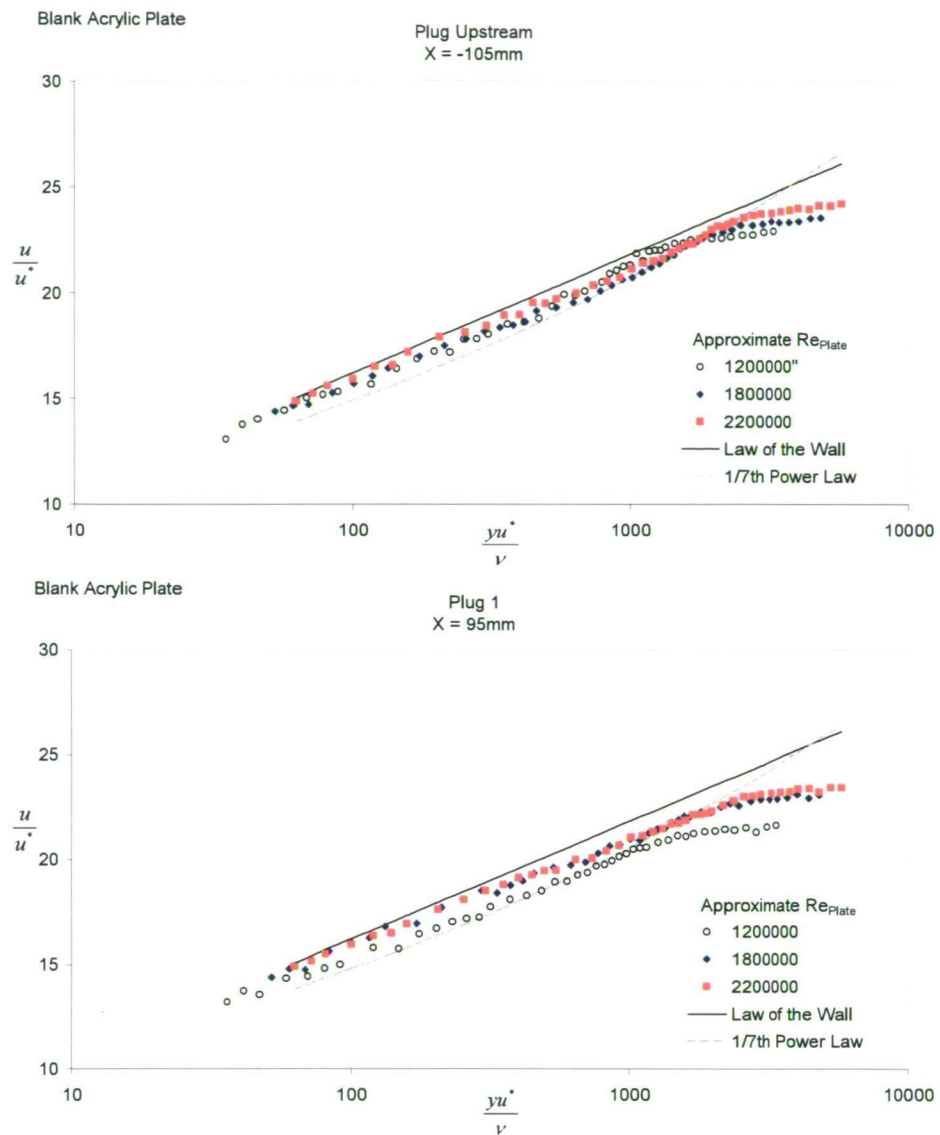 Blank Acrylic Plate
Plug Upstream
X = -105mm
30
25
u
u*
20
15
10
10
100
1000
10000
yu*
ν
Approximate RePlate
1200000"
1800000
2200000
Law of the Wall
1/7th Power Law
Blank Acrylic Plate
Plug 1
X = 95mm
30
25
u
u*
20
15
10
10
100
1000
10000
yu*
ν
Approximate RePlate
1200000
1800000
2200000
Law of the Wall
1/7th Power Law